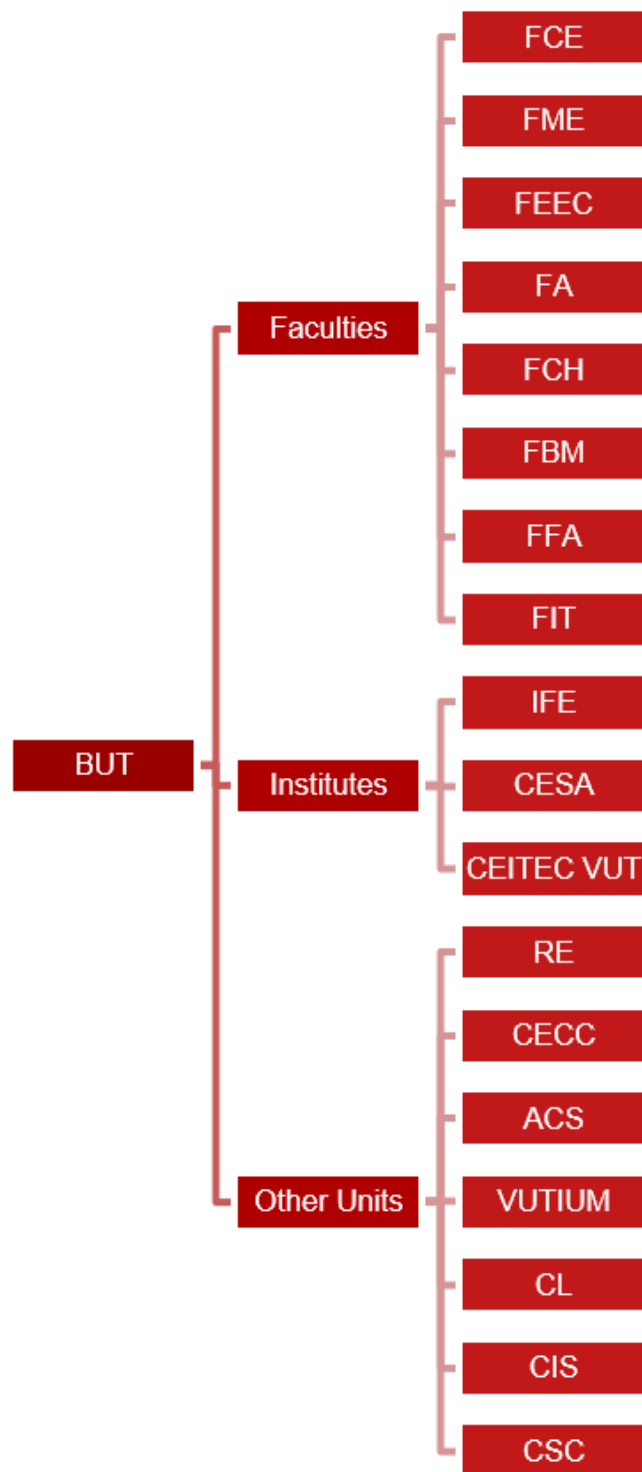 FCE
FME
FEEC
FA
Faculties
FCH
FBM
FFA
FIT
IFE
BUT
Institutes
CESA
CEITEC VUT
RE
CECC
ACS
Other Units
VUTIUM
CL
CIS
CSC